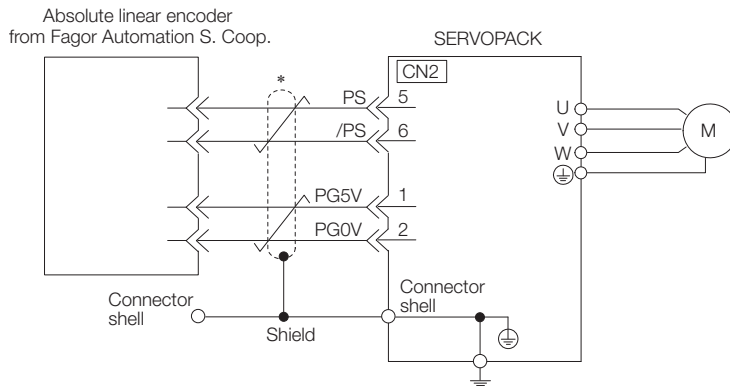 Absolute linear encoder
from Fagor Automation S. Coop.
SERVOPACK
CN2
*
PS 5
/PS 6
PG5V 1
PG0V 2
U
V
W
M
Connector
shell
Shield
Connector
shell